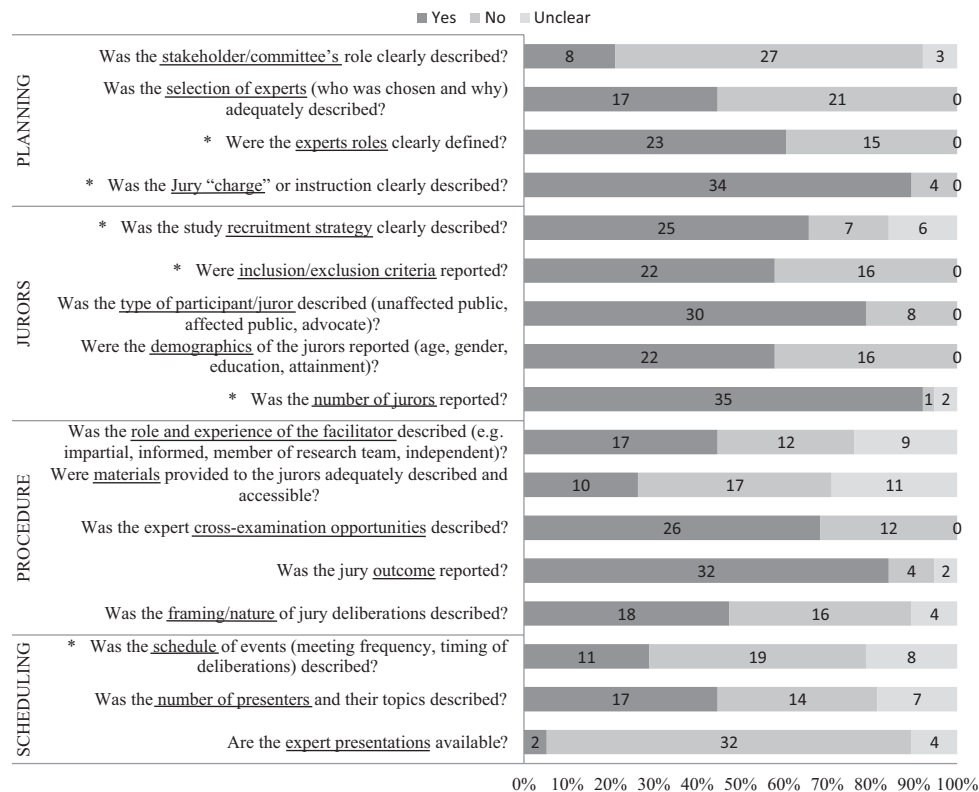 Yes No Unclear
PLANNING
Was the stakeholder/committee's role clearly described? 8 27 3
Was the selection of experts (who was chosen and why)
adequately described? 17 21 0
* Were the experts roles clearly defined? 23 15 0
* Was the Jury “charge” or instruction clearly described? 34 4 0
JURORS
* Was the study recruitment strategy clearly described? 25 7 6
* Were inclusion/exclusion criteria reported? 22 16 0
Was the type of participant/juror described (unaffected public,
affected public, advocate)? 30 8 0
Were the demographics of the jurors reported (age, gender,
education, attainment)? 22 16 0
* Was the number of jurors reported? 35 1 2
PROCEDURE
Was the role and experience of the facilitator described (e.g.
impartial, informed, member of research team, independent)? 17 12 9
Were materials provided to the jurors adequately described and
accessible? 10 17 11
Was the expert cross-examination opportunities described? 26 12 0
Was the jury outcome reported? 32 4 2
Was the framing/nature of jury deliberations described? 18 16 4
SCHEDULING
* Was the schedule of events (meeting frequency, timing of
deliberations) described? 11 19 8
Was the number of presenters and their topics described? 17 14 7
Are the expert presentations available? 2 32 4
0% 10% 20% 30% 40% 50% 60% 70% 80% 90% 100%